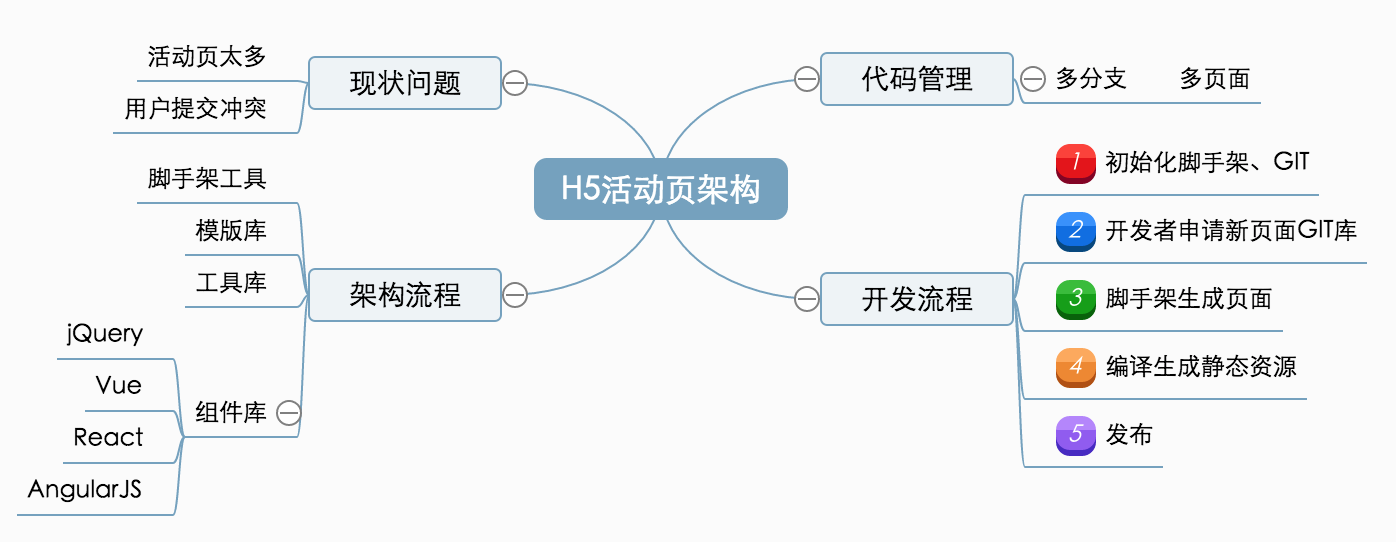 H5活动页架构
现状问题
活动页太多
用户提交冲突
架构流程
脚手架工具
模版库
工具库
组件库
jQuery
Vue
React
AngularJS
代码管理
多分支 多页面
开发流程
1 初始化脚手架、GIT
2 开发者申请新页面GIT库
3 脚手架生成页面
4 编译生成静态资源
5 发布